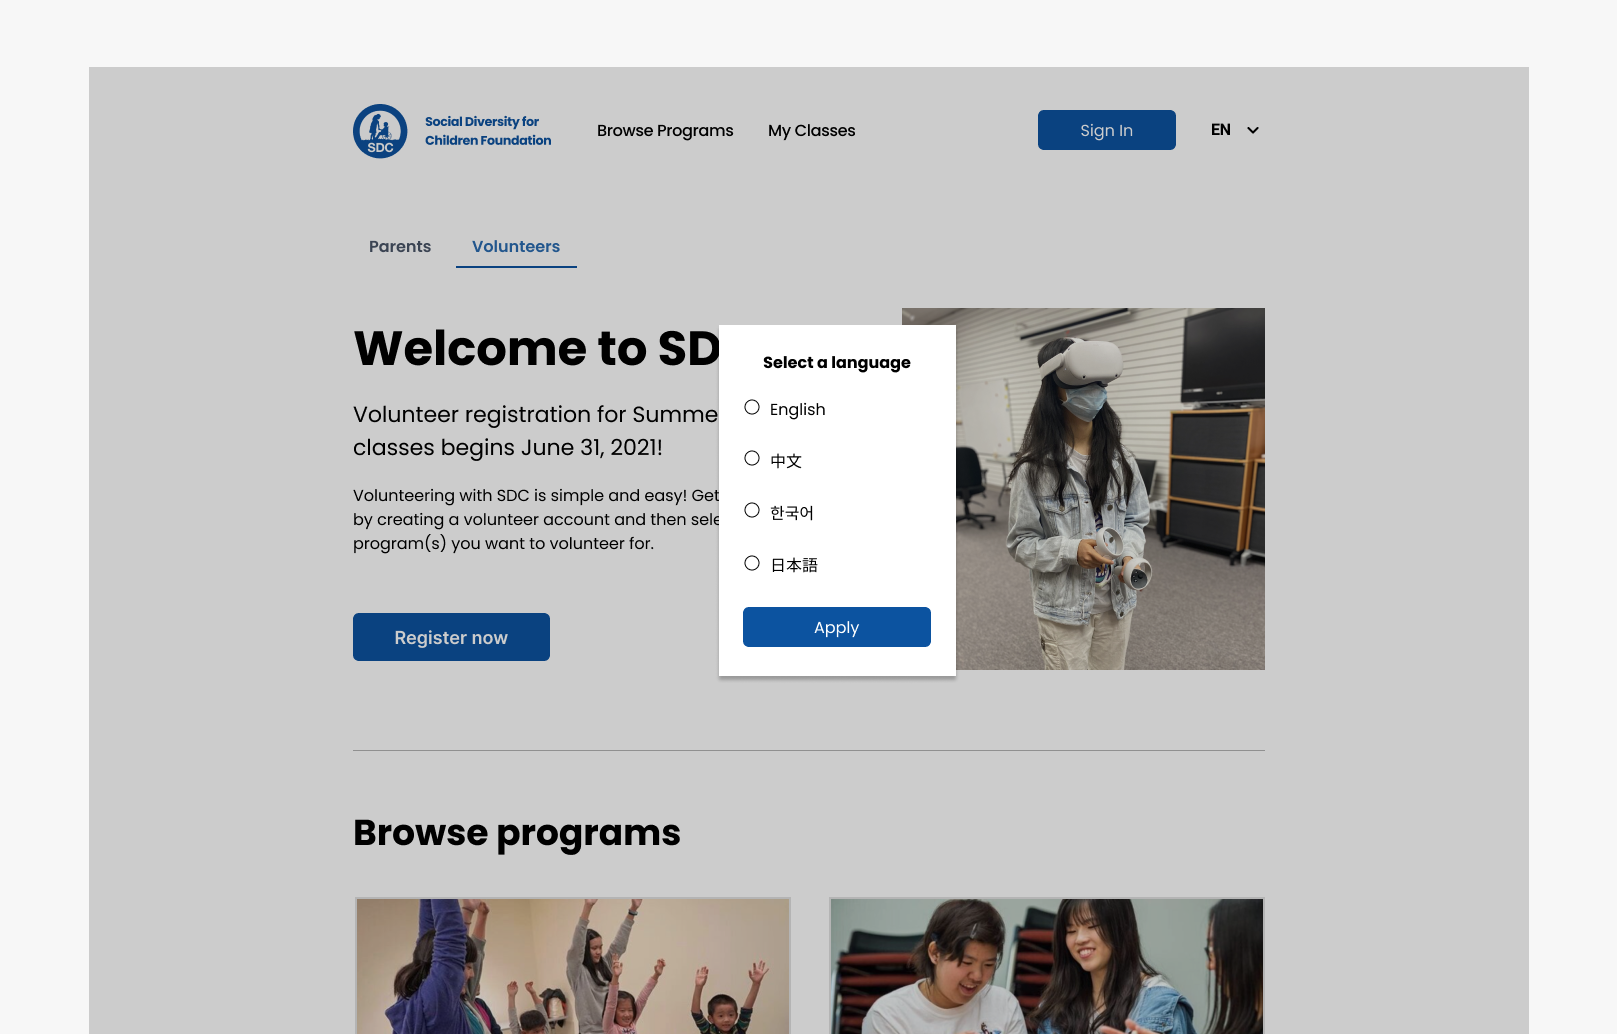 SDC
Social Diversity for
Children Foundation
Browse Programs
My Classes
Sign In
EN
Parents
Volunteers
Welcome to SD
Volunteer registration for Summe
classes begins June 31, 2021!
Volunteering with SDC is simple and easy! Get
by creating a volunteer account and then sele
program(s) you want to volunteer for.
Register now
Select a language
English
中文
한국어
日本語
Apply
Browse programs